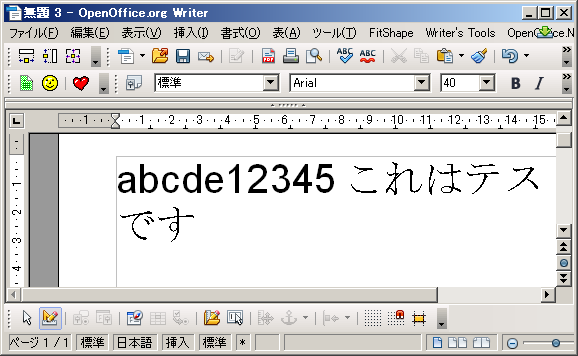 無題 3 - OpenOffice.org Writer
ファイル(F) 編集(E) 表示(V) 挿入(I) 書式(O) 表(A) ツール(T) FitShape Writer's Tools OpenOffice.N
標準 Arial 40 B I
1 1 2 3 4 5 6 7 8 9 10 11 12 13 14 15
abcde12345 これはテス
です
1 2 3 4
ページ 1 / 1 標準 日本語 挿入 標準 *